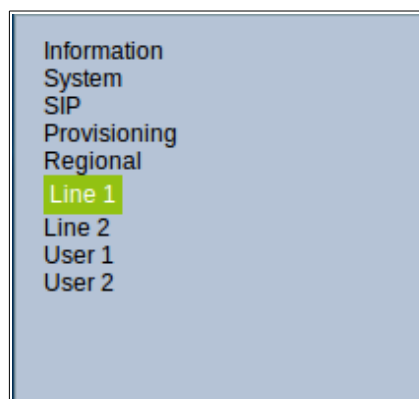 Information
System
SIP
Provisioning
Regional
Line 1
Line 2
User 1
User 2